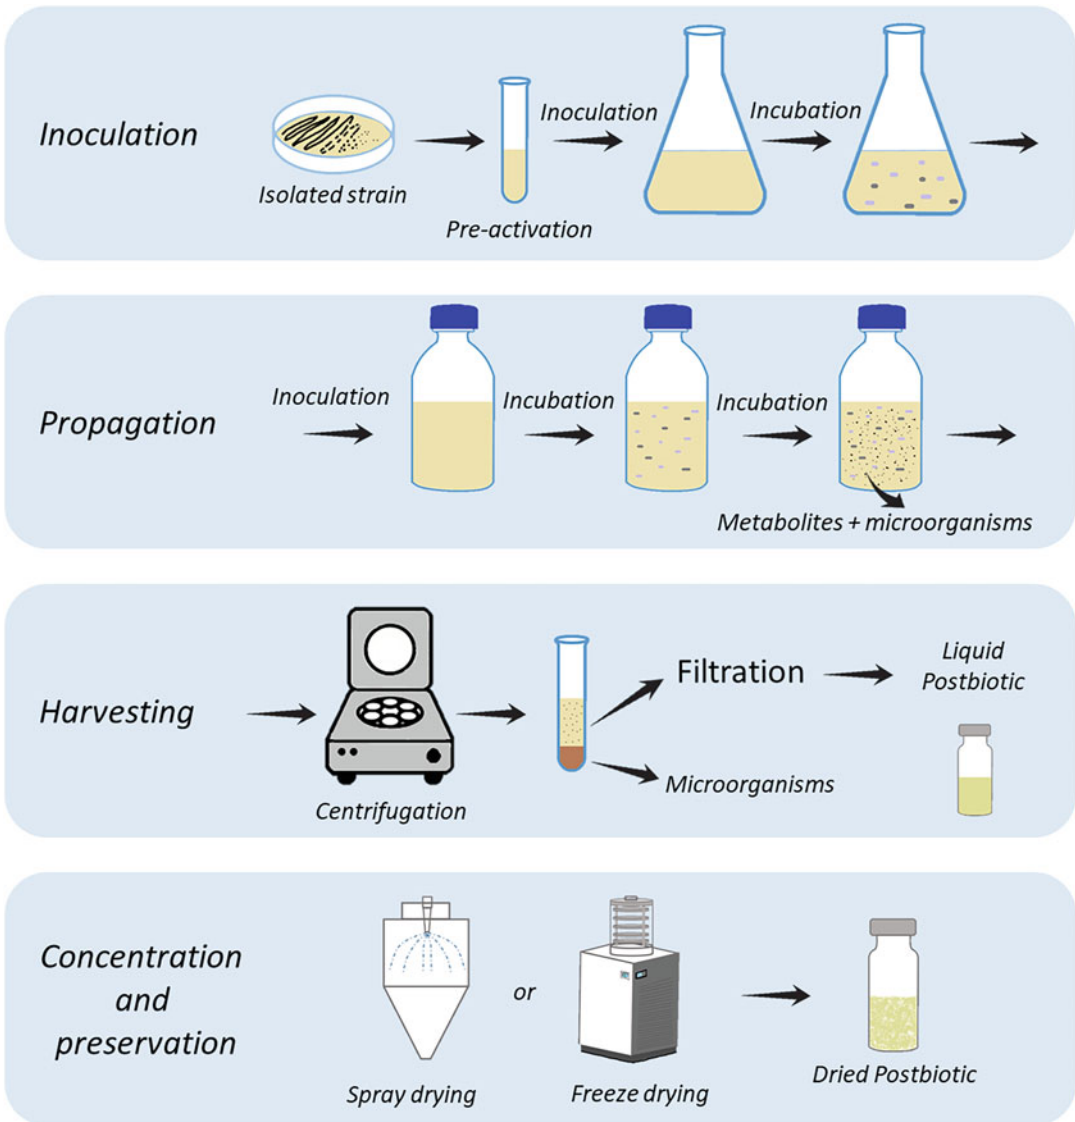 Inoculation
Isolated strain
Pre-activation
Inoculation
Incubation
Propagation
Inoculation
Incubation
Incubation
Metabolites + microorganisms
Harvesting
Centrifugation
Filtration
Microorganisms
Liquid
Postbiotic
Concentration
and
preservation
Spray drying
or
Freeze drying
Dried Postbiotic